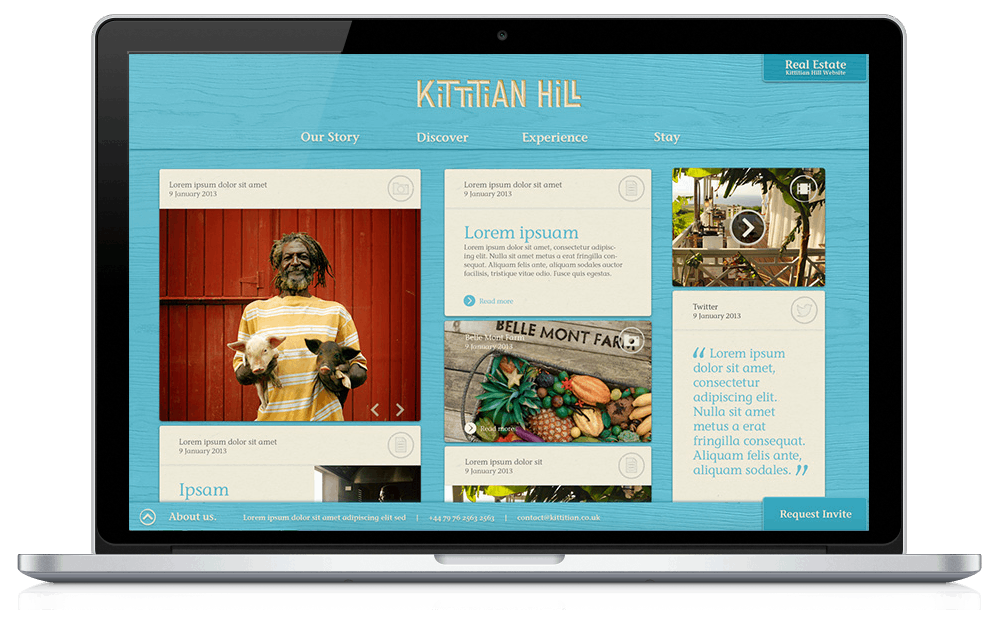 Real Estate
Kittitian Hill Website
KiTTiTiAN HiLL
Our Story
Discover
Experience
Stay
Lorem ipsum dolor sit amet
9 January 2013
Lorem ipsum dolor sit amet
9 January 2013
Lorem ipsuam
Lorem ipsum dolor sit amet, consectetur adipisc-
ing elit. Nulla sit amet metus a erat fringilla con-
sequat. Aliquam felis ante, aliquam sodales auctor
facilisis, tristique vitae odio. Fusce quis egestas.
Read more
BELLE MONT FARM
Belle Mont Farm
9 January 2013
Read more
Lorem ipsum dolor sit
9 January 2013
Twitter
9 January 2013
“ Lorem ipsum
dolor sit amet,
consectetur
adipiscing elit.
Nulla sit amet
metus a erat
fringilla consequat.
Aliquam felis ante,
aliquam sodales. ”
Lorem ipsum dolor sit amet
9 January 2013
Ipsam
About us.
Lorem ipsum dolor sit amet adipiscing elit sed | +44 79 76 2563 2563 | contact@kittitian.co.uk
Request Invite